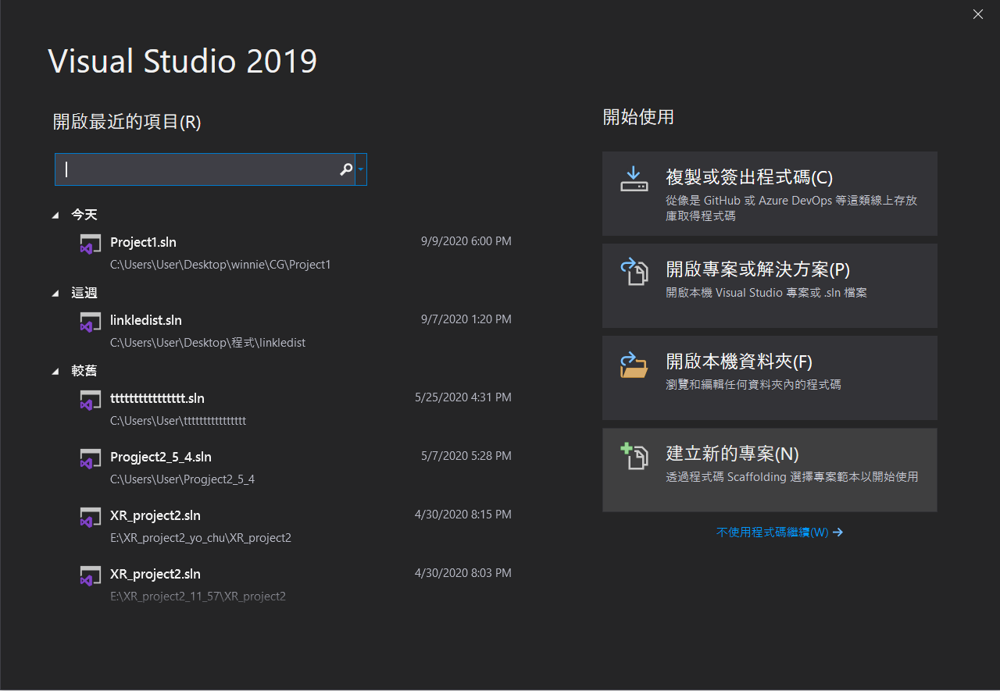 Visual Studio 2019
開啟最近的項目(R)
今天
Project1.sln 9/9/2020 6:00 PM
C:\Users\User\Desktop\winnie\CG\Project1
這週
linkledist.sln 9/7/2020 1:20 PM
C:\Users\User\Desktop\程式\linkledist
較舊
tttttttttttttttt.sln 5/25/2020 4:31 PM
C:\Users\User\tttttttttttttttt
Progject2_5_4.sln 5/7/2020 5:28 PM
C:\Users\User\Progject2_5_4
XR_project2.sln 4/30/2020 8:15 PM
E:\XR_project2_yo_chu\XR_project2
XR_project2.sln 4/30/2020 8:03 PM
E:\XR_project2_11_57\XR_project2
開始使用
複製或簽出程式碼(C)
從像是 GitHub 或 Azure DevOps 等這類線上存放
庫取得程式碼
開啟專案或解決方案(P)
開啟本機 Visual Studio 專案或 .sln 檔案
開啟本機資料夾(F)
瀏覽和編輯任何資料夾內的程式碼
建立新的專案(N)
透過程式碼 Scaffolding 選擇專案範本以開始使用
不使用程式碼繼續(W)